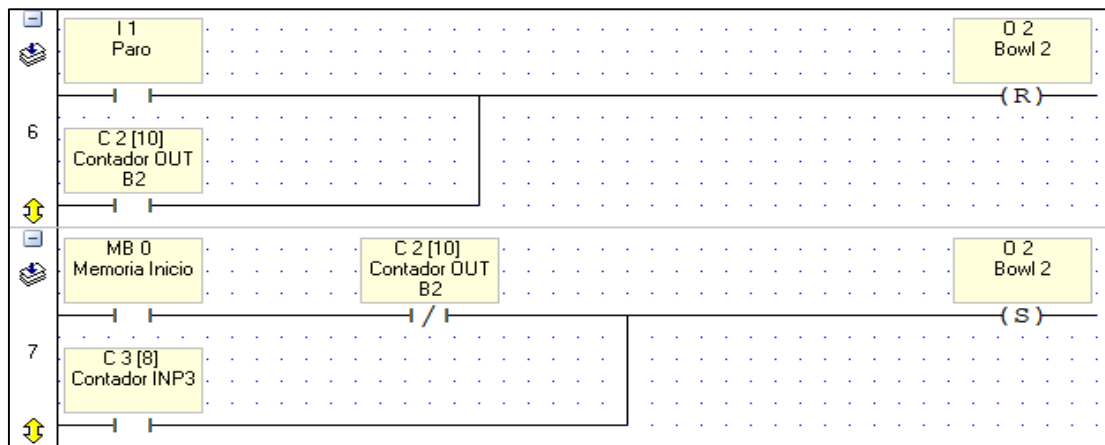 I 1
Paro
O 2
Bowl 2
(R)
6
C 2 [10]
Contador OUT
B2
MB 0
Memoria Inicio
C 2 [10]
Contador OUT
B2
O 2
Bowl 2
(S)
7
C 3 [8]
Contador INP3